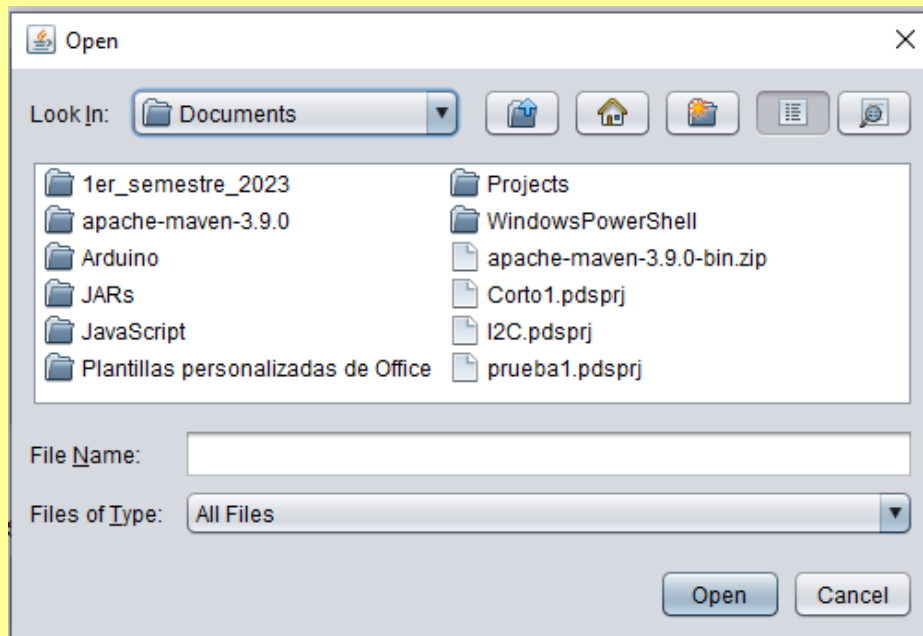 Open
Look In: Documents
1er_semestre_2023
apache-maven-3.9.0
Arduino
JARs
JavaScript
Plantillas personalizadas de Office
Projects
WindowsPowerShell
apache-maven-3.9.0-bin.zip
Corto1.pdsprj
I2C.pdsprj
prueba1.pdsprj
File Name:
Files of Type: All Files
Open Cancel